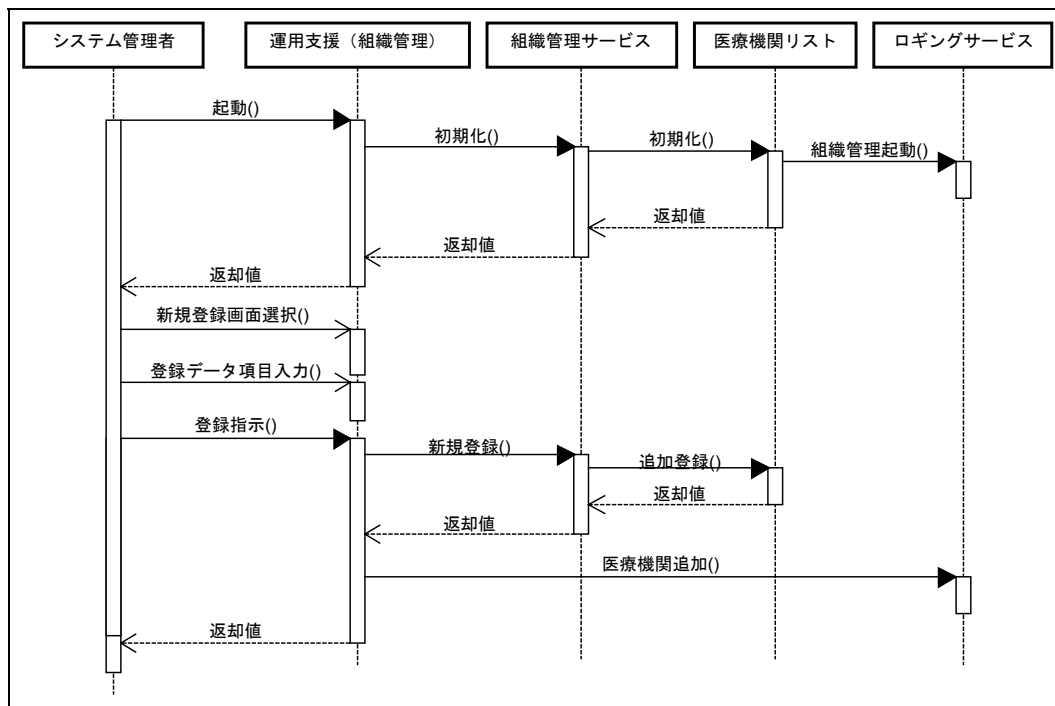 システム管理者
運用支援（組織管理）
組織管理サービス
医療機関リスト
ロギングサービス
起動()
初期化()
初期化()
組織管理起動()
返却値
返却値
返却値
新規登録画面選択()
登録データ項目入力()
登録指示()
新規登録()
追加登録()
返却値
返却値
医療機関追加()
返却値